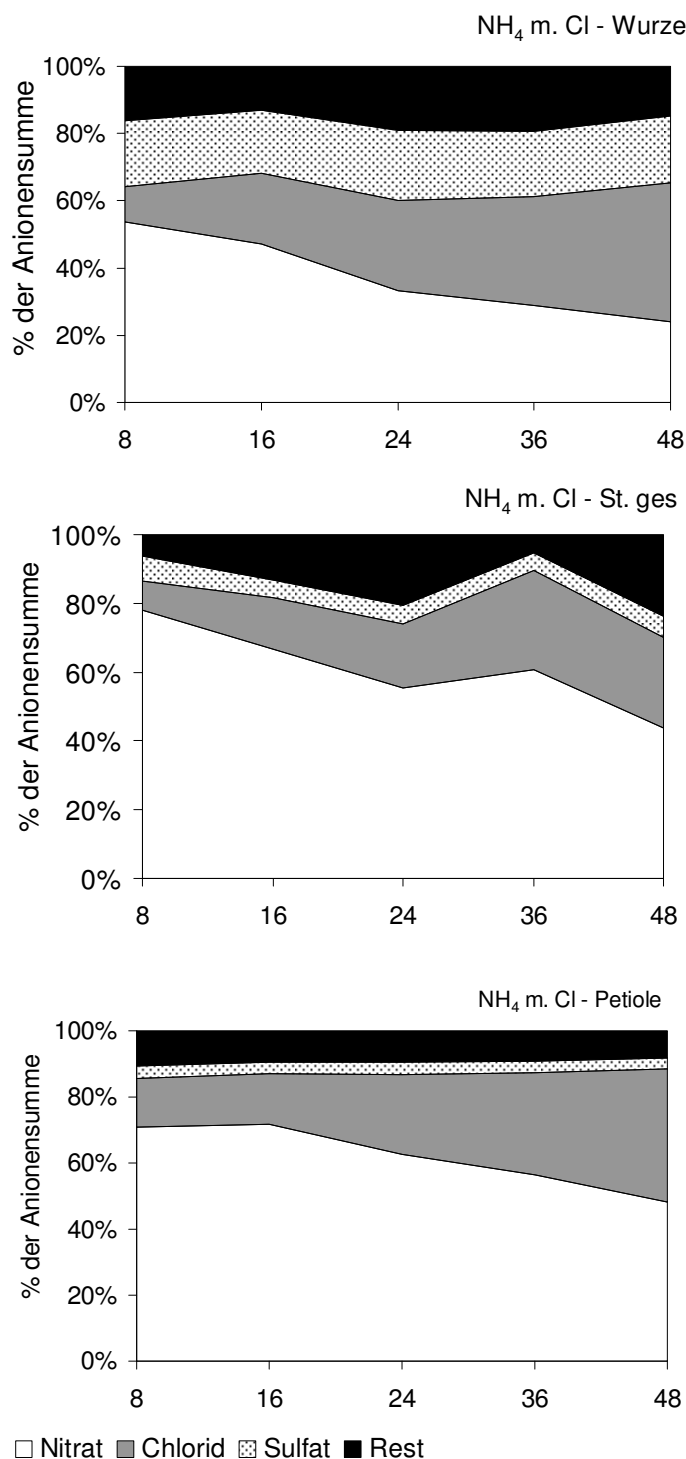 NH₄ m. Cl - Wurze
100%
80%
60%
40%
20%
0%
% der Anionensumme
8 16 24 36 48
NH₄ m. Cl - St. ges
100%
80%
60%
40%
20%
0%
% der Anionensumme
8 16 24 36 48
NH₄ m. Cl - Petiole
100%
80%
60%
40%
20%
0%
% der Anionensumme
8 16 24 36 48
Nitrat Chlorid Sulfat Rest